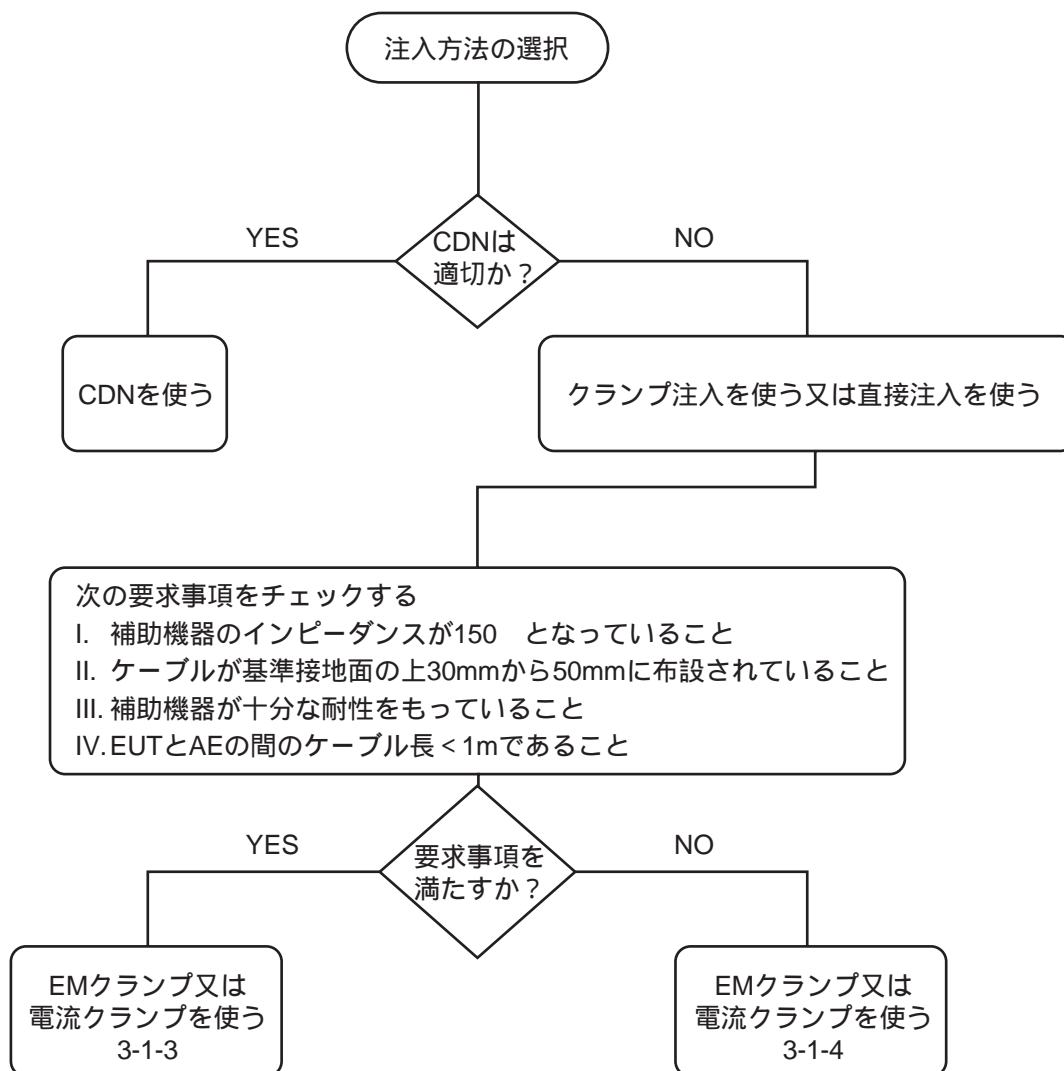 注入方法の選択
CDNは
適切か？
YES
NO
CDNを使う
クランプ注入を使う又は直接注入を使う
次の要求事項をチェックする
I. 補助機器のインピーダンスが150　となっていること
II. ケーブルが基準接地面の上30mmから50mmに布設されていること
III. 補助機器が十分な耐性をもっていること
IV. EUTとAEの間のケーブル長＜1mであること
要求事項を
満たすか？
YES
NO
EMクランプ又は
電流クランプを使う
3-1-3
EMクランプ又は
電流クランプを使う
3-1-4